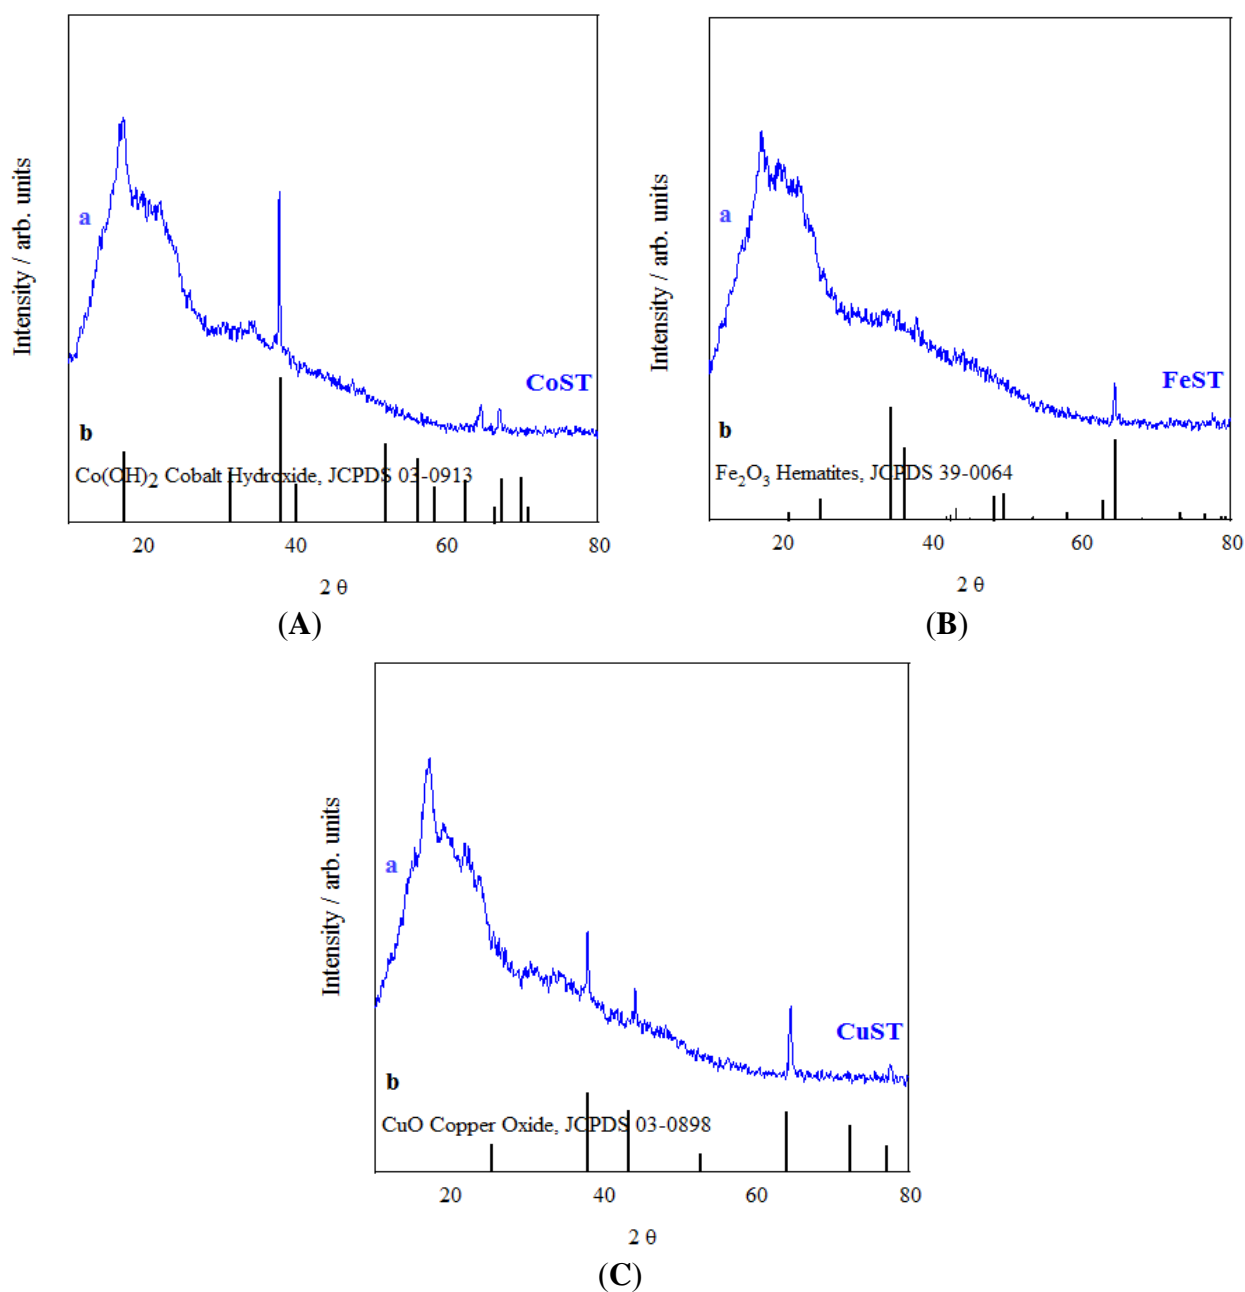 Intensity / arb. units
a
CoST
b
Co(OH)2 Cobalt Hydroxide, JCPDS 03-0913
20 40 60 80
2 θ
(A)
Intensity / arb. units
a
FeST
b
Fe2O3 Hematites, JCPDS 39-0064
20 40 60 80
2 θ
(B)
Intensity / arb. units
a
CuST
b
CuO Copper Oxide, JCPDS 03-0898
20 40 60 80
2 θ
(C)